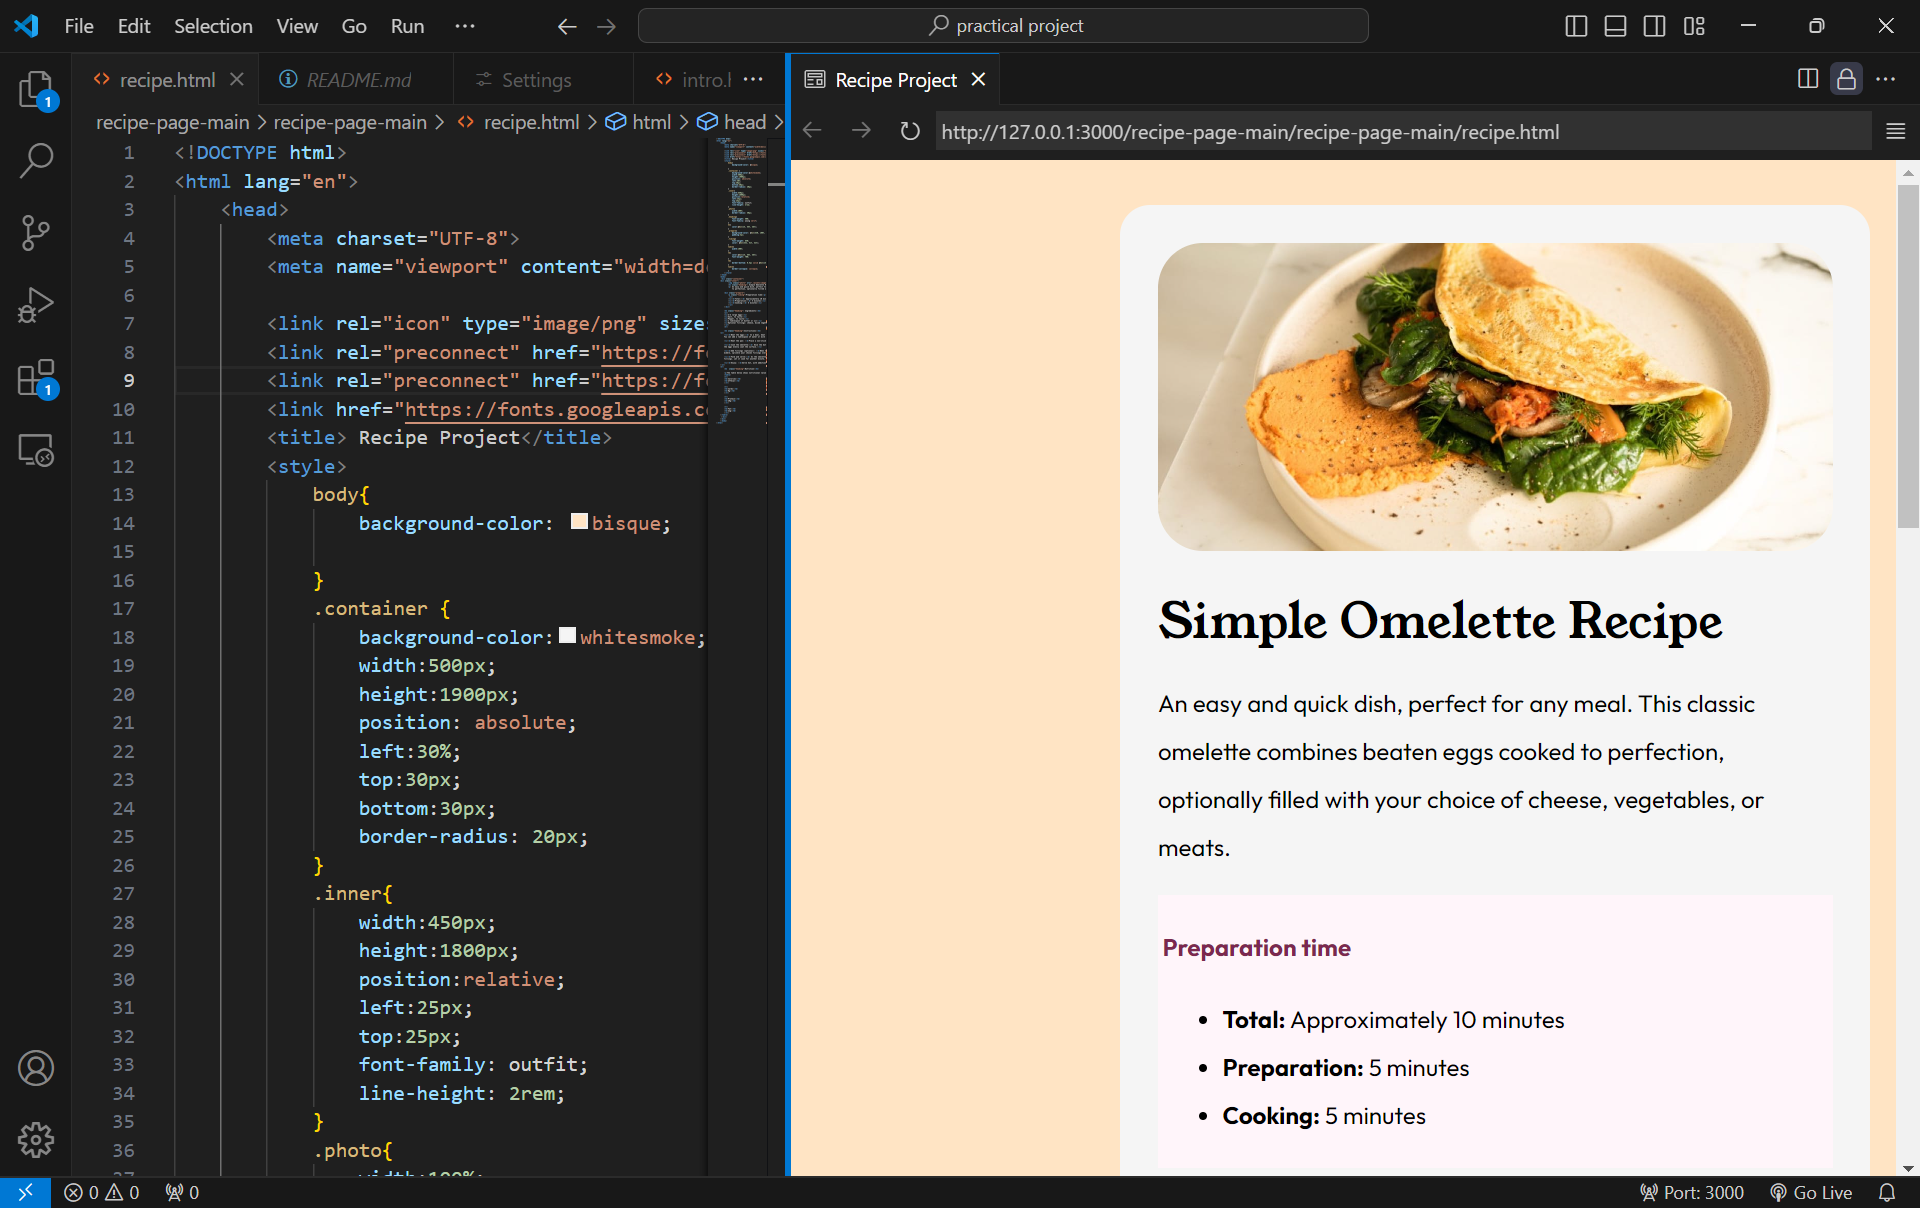 File Edit Selection View Go Run ··· practical project
recipe.html README.md Settings intro.h ···
recipe-page-main > recipe-page-main > recipe.html > html > head >
1 <!DOCTYPE html>
2 <html lang="en">
3 <head>
4 <meta charset="UTF-8">
5 <meta name="viewport" content="width=de
6
7 <link rel="icon" type="image/png" sizes
8 <link rel="preconnect" href="https://fo
9 <link rel="preconnect" href="https://fo
10 <link href="https://fonts.googleapis.co
11 <title> Recipe Project</title>
12 <style>
13 body{
14 background-color: bisque;
15
16 }
17 .container {
18 background-color: whitesmoke;
19 width:500px;
20 height:1900px;
21 position: absolute;
22 left:30%;
23 top:30px;
24 bottom:30px;
25 border-radius: 20px;
26 }
27 .inner{
28 width:450px;
29 height:1800px;
30 position:relative;
31 left:25px;
32 top:25px;
33 font-family: outfit;
34 line-height: 2rem;
35 }
36 .photo{
Recipe Project
http://127.0.0.1:3000/recipe-page-main/recipe-page-main/recipe.html
Simple Omelette Recipe
An easy and quick dish, perfect for any meal. This classic
omelette combines beaten eggs cooked to perfection,
optionally filled with your choice of cheese, vegetables, or
meats.
Preparation time
• Total: Approximately 10 minutes
• Preparation: 5 minutes
• Cooking: 5 minutes
1
1
0 0 0 Port: 3000 Go Live